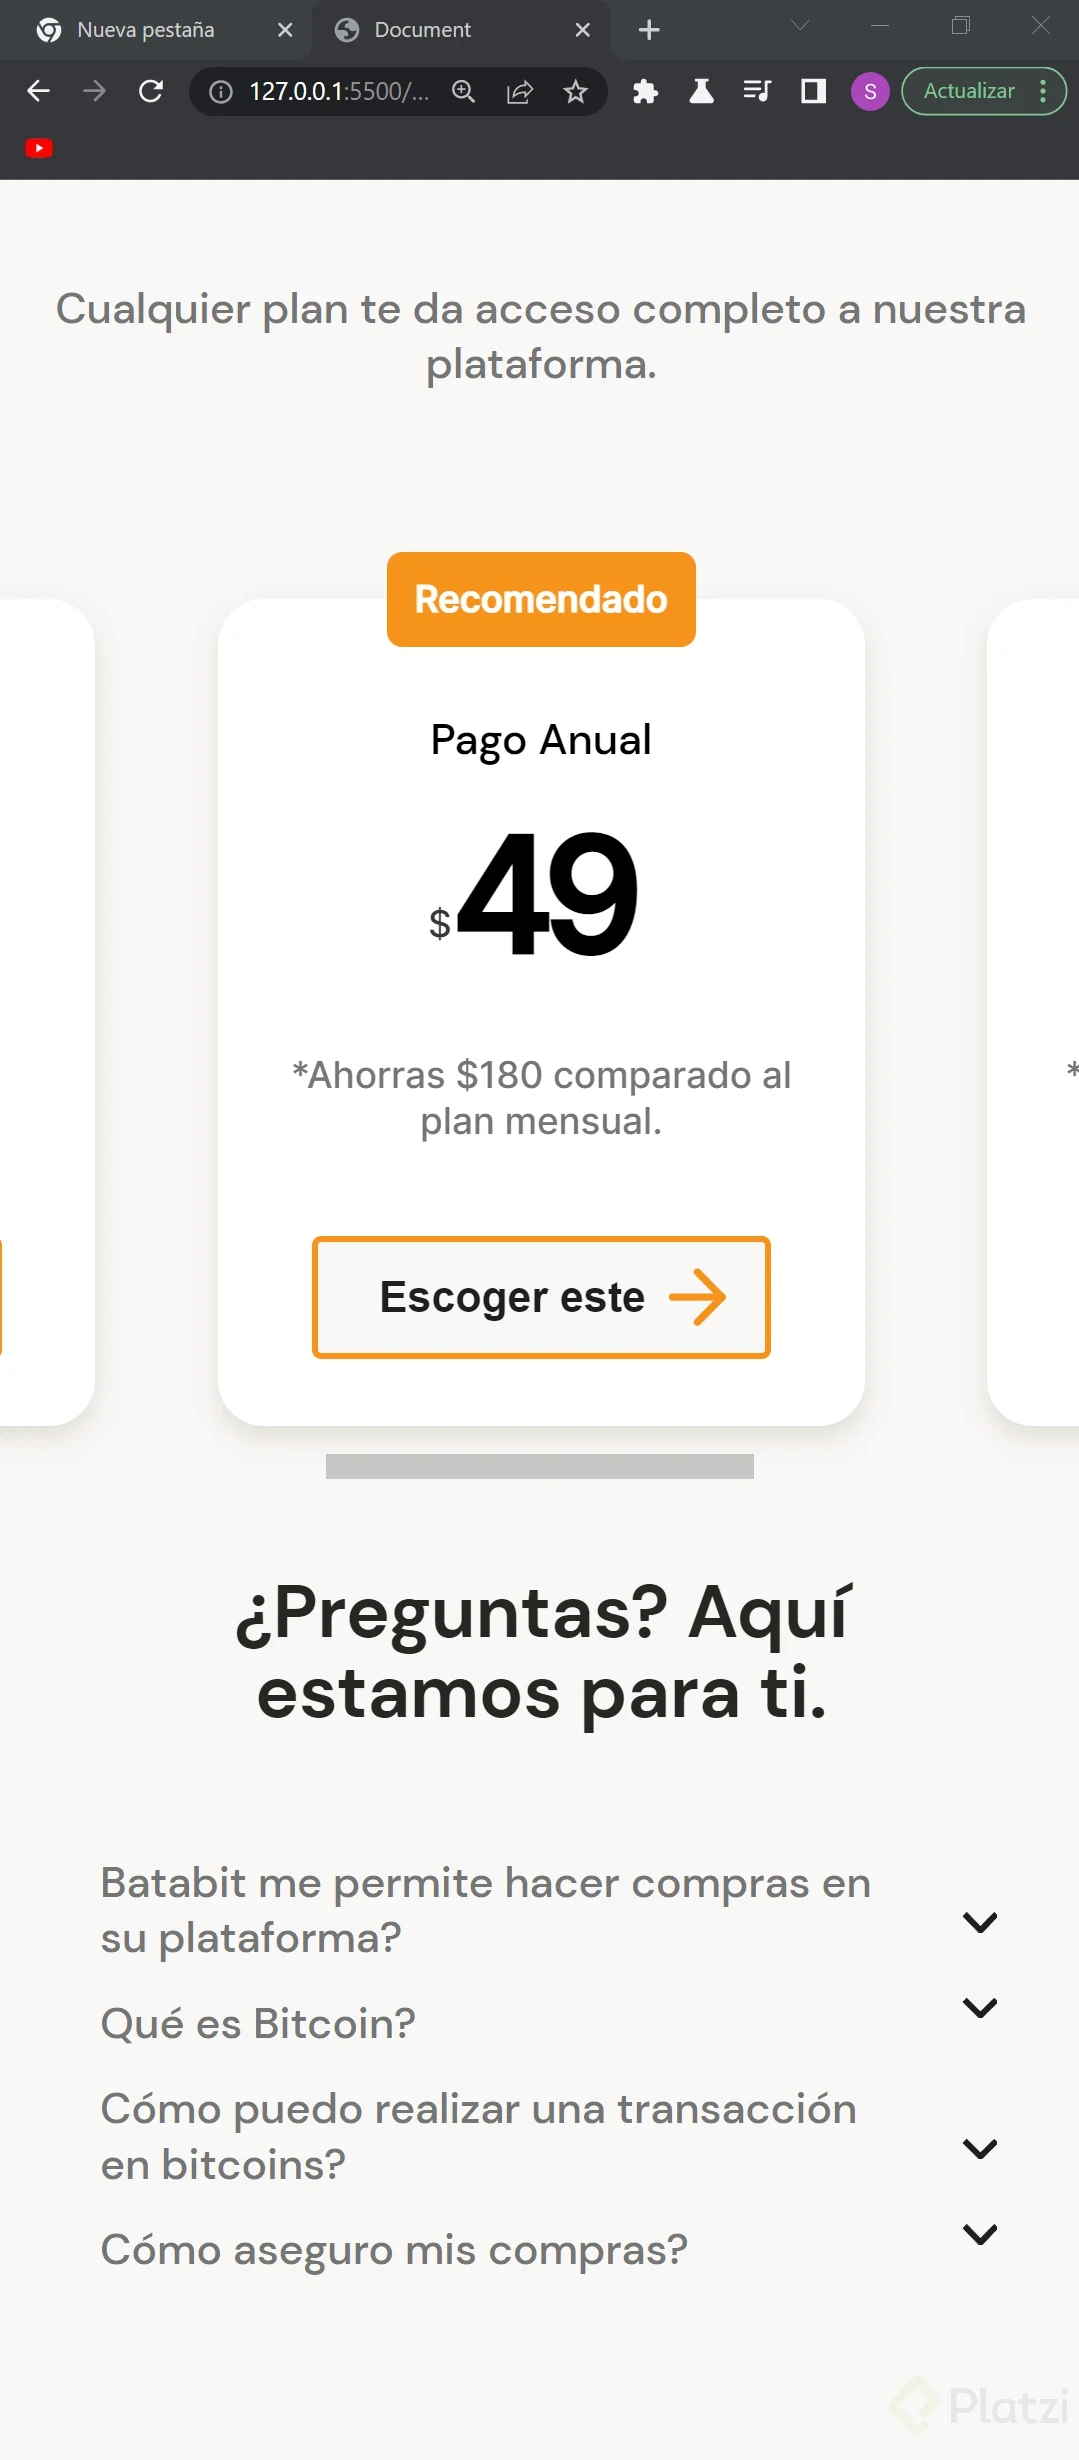 Nueva pestaña
Document
127.0.0.1:5500/...
S
Actualizar
Cualquier plan te da acceso completo a nuestra
plataforma.
Recomendado
Pago Anual
$49
*Ahorras $180 comparado al
plan mensual.
*
Escoger este
¿Preguntas? Aquí
estamos para ti.
Batabit me permite hacer compras en
su plataforma?
Qué es Bitcoin?
Cómo puedo realizar una transacción
en bitcoins?
Cómo aseguro mis compras?
Platzi